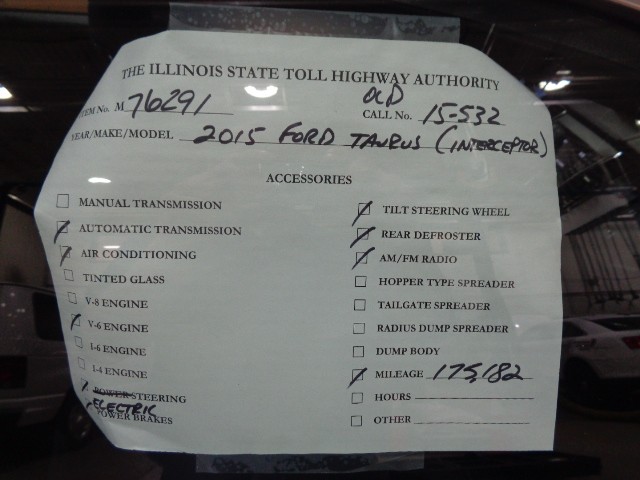 THE ILLINOIS STATE TOLL HIGHWAY AUTHORITY
ITEM No. M 76291 OLD CALL No. 15-532
YEAR/MAKE/MODEL 2015 FORD TAURUS (INTERCEPTOR)
ACCESSORIES
MANUAL TRANSMISSION
AUTOMATIC TRANSMISSION
AIR CONDITIONING
TINTED GLASS
V-8 ENGINE
V-6 ENGINE
I-6 ENGINE
I-4 ENGINE
POWER STEERING
ELECTRIC
POWER BRAKES
TILT STEERING WHEEL
REAR DEFROSTER
AM/FM RADIO
HOPPER TYPE SPREADER
TAILGATE SPREADER
RADIUS DUMP SPREADER
DUMP BODY
MILEAGE 175,182
HOURS
OTHER